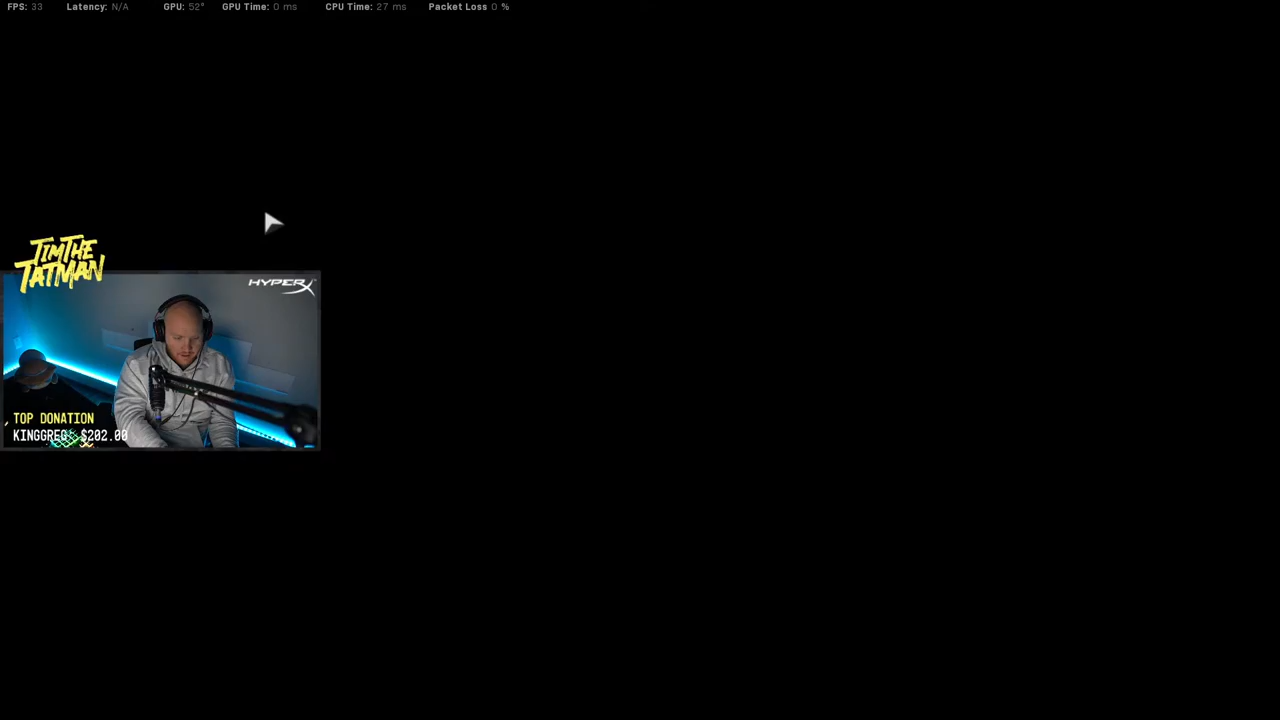 FPS: 33 Latency: N/A GPU: 52° GPU Time: 0 ms CPU Time: 27 ms Packet Loss 0 %
TIMTHE
TATMAN
HYPERX
TOP DONATION
KINGGREG: $202.00